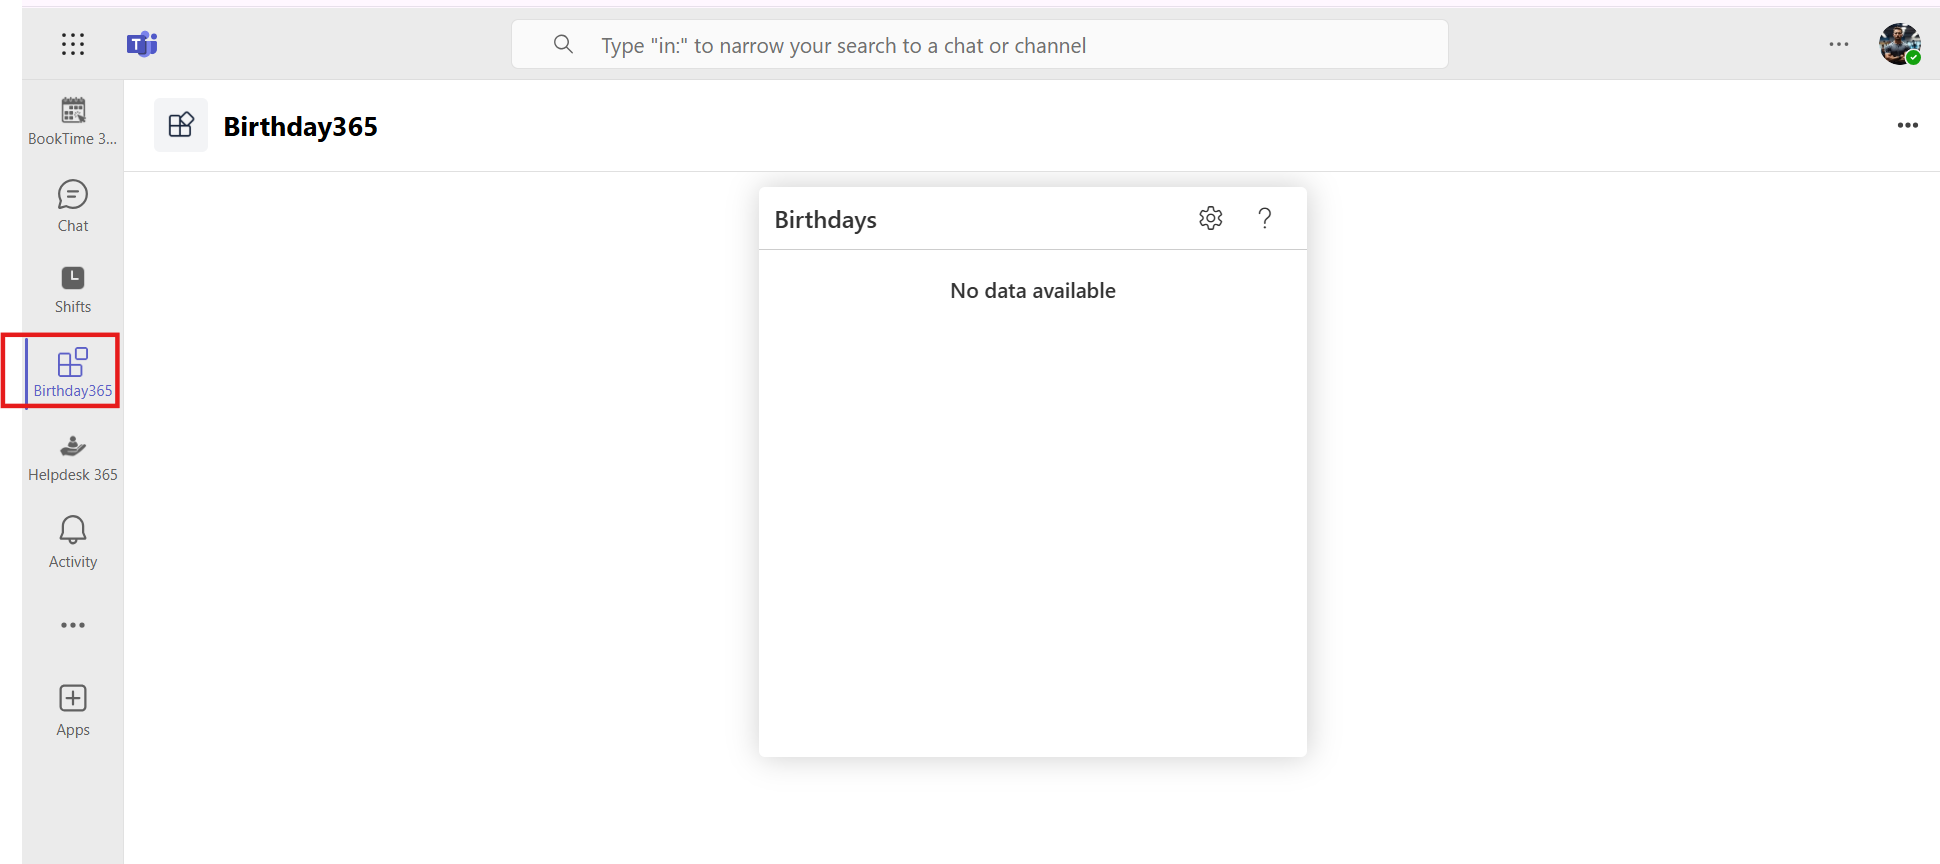 T
Type "in:" to narrow your search to a chat or channel
BookTime 3...
Chat
Shifts
Birthday365
Helpdesk 365
Activity
Apps
Birthday365
Birthdays
?
No data available